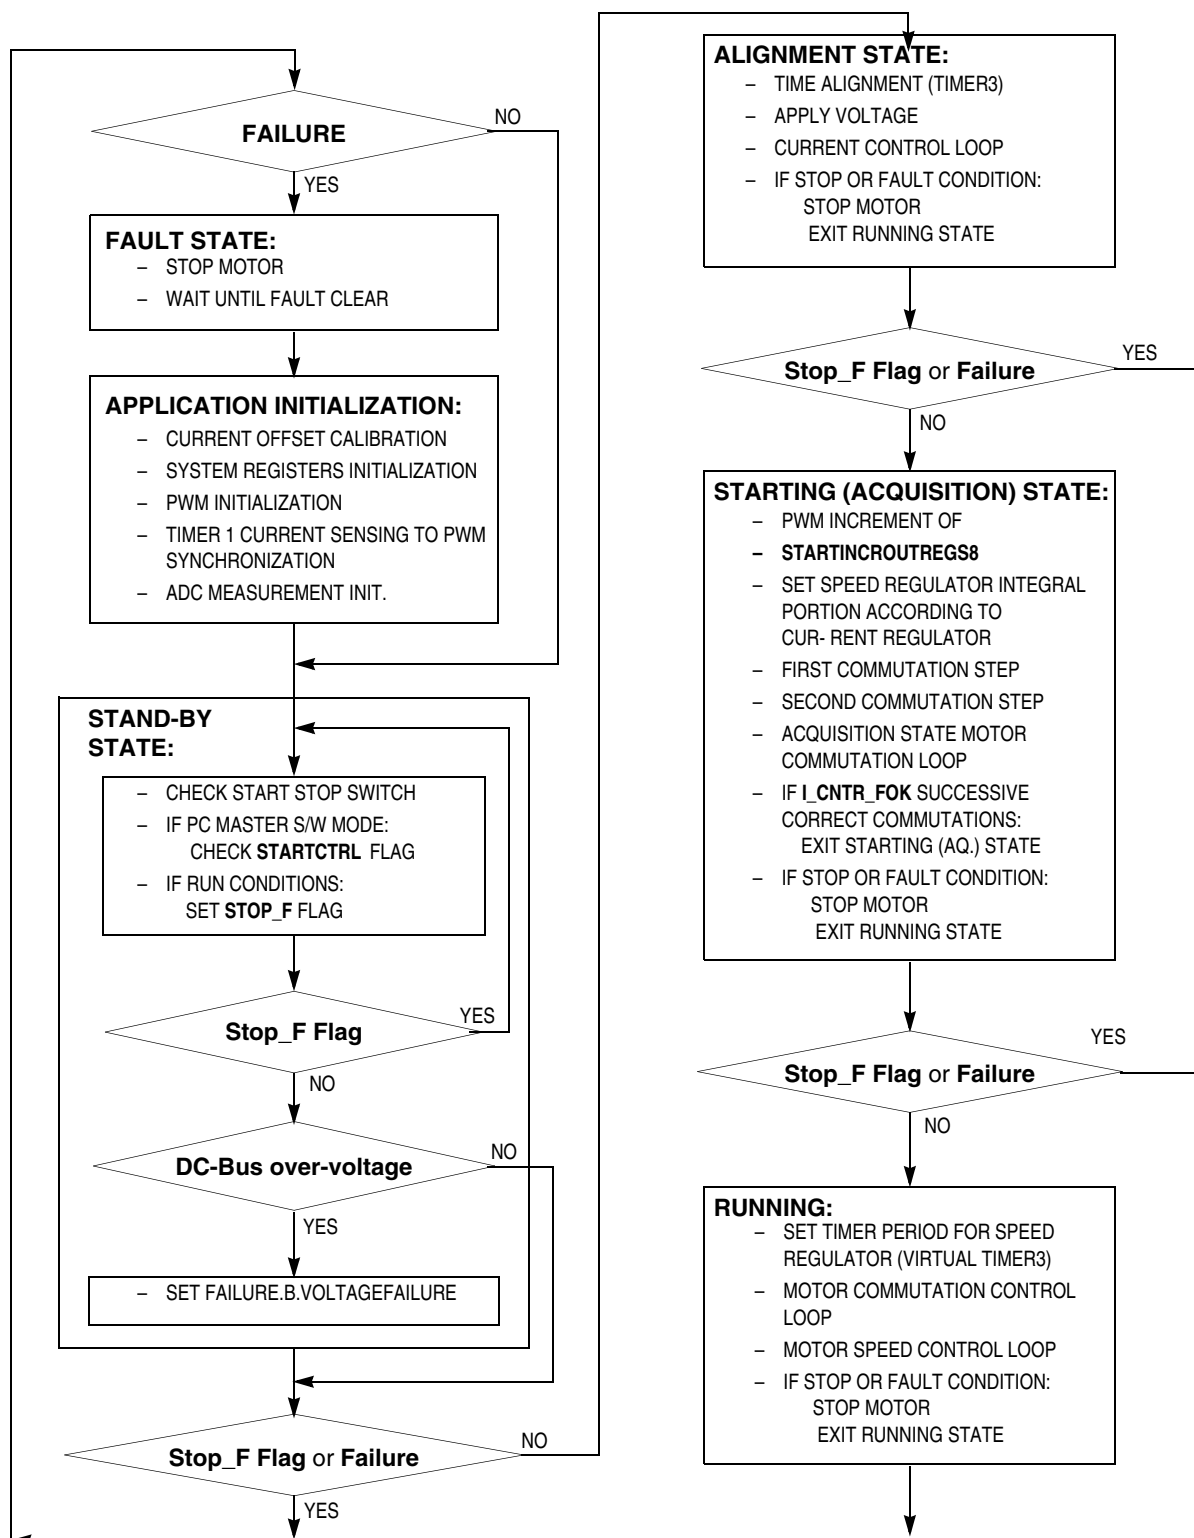 FAILURE
NO
YES
FAULT STATE:
– STOP MOTOR
– WAIT UNTIL FAULT CLEAR
APPLICATION INITIALIZATION:
– CURRENT OFFSET CALIBRATION
– SYSTEM REGISTERS INITIALIZATION
– PWM INITIALIZATION
– TIMER 1 CURRENT SENSING TO PWM
SYNCHRONIZATION
– ADC MEASUREMENT INIT.
STAND-BY
STATE:
– CHECK START STOP SWITCH
– IF PC MASTER S/W MODE:
CHECK STARTCTRL FLAG
– IF RUN CONDITIONS:
SET STOP_F FLAG
Stop_F Flag
YES
NO
DC-Bus over-voltage
NO
YES
– SET FAILURE.B.VOLTAGEFAILURE
Stop_F Flag or Failure
NO
YES
ALIGNMENT STATE:
– TIME ALIGNMENT (TIMER3)
– APPLY VOLTAGE
– CURRENT CONTROL LOOP
– IF STOP OR FAULT CONDITION:
STOP MOTOR
EXIT RUNNING STATE
Stop_F Flag or Failure
YES
NO
STARTING (ACQUISITION) STATE:
– PWM INCREMENT OF
– STARTINCROUTREGS8
– SET SPEED REGULATOR INTEGRAL
PORTION ACCORDING TO
CUR- RENT REGULATOR
– FIRST COMMUTATION STEP
– SECOND COMMUTATION STEP
– ACQUISITION STATE MOTOR
COMMUTATION LOOP
– IF I_CNTR_FOK SUCCESSIVE
CORRECT COMMUTATIONS:
EXIT STARTING (AQ.) STATE
– IF STOP OR FAULT CONDITION:
STOP MOTOR
EXIT RUNNING STATE
Stop_F Flag or Failure
YES
NO
RUNNING:
– SET TIMER PERIOD FOR SPEED
REGULATOR (VIRTUAL TIMER3)
– MOTOR COMMUTATION CONTROL
LOOP
– MOTOR SPEED CONTROL LOOP
– IF STOP OR FAULT CONDITION:
STOP MOTOR
EXIT RUNNING STATE